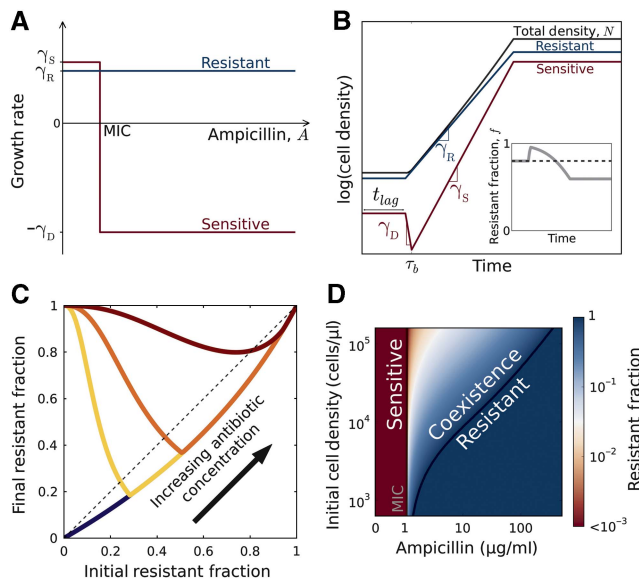 A
Growth rate
γS
γR
0
−γD
Resistant
MIC
Ampicillin, A
Sensitive
B
log(cell density)
Total density, N
Resistant
Sensitive
γR
γS
tlag
γD
τb
Time
Resistant fraction, f
1
0
Time
C
Final resistant fraction
1
0.8
0.6
0.4
0.2
0
0
0.2
0.4
0.6
0.8
1
Initial resistant fraction
Increasing antibiotic
concentration
D
Initial cell density (cells/μl)
10^5
10^4
10^3
Sensitive
MIC
Coexistence
Resistant
0
1
10
100
Ampicillin (μg/ml)
1
10^-1
10^-2
<10^-3
Resistant fraction